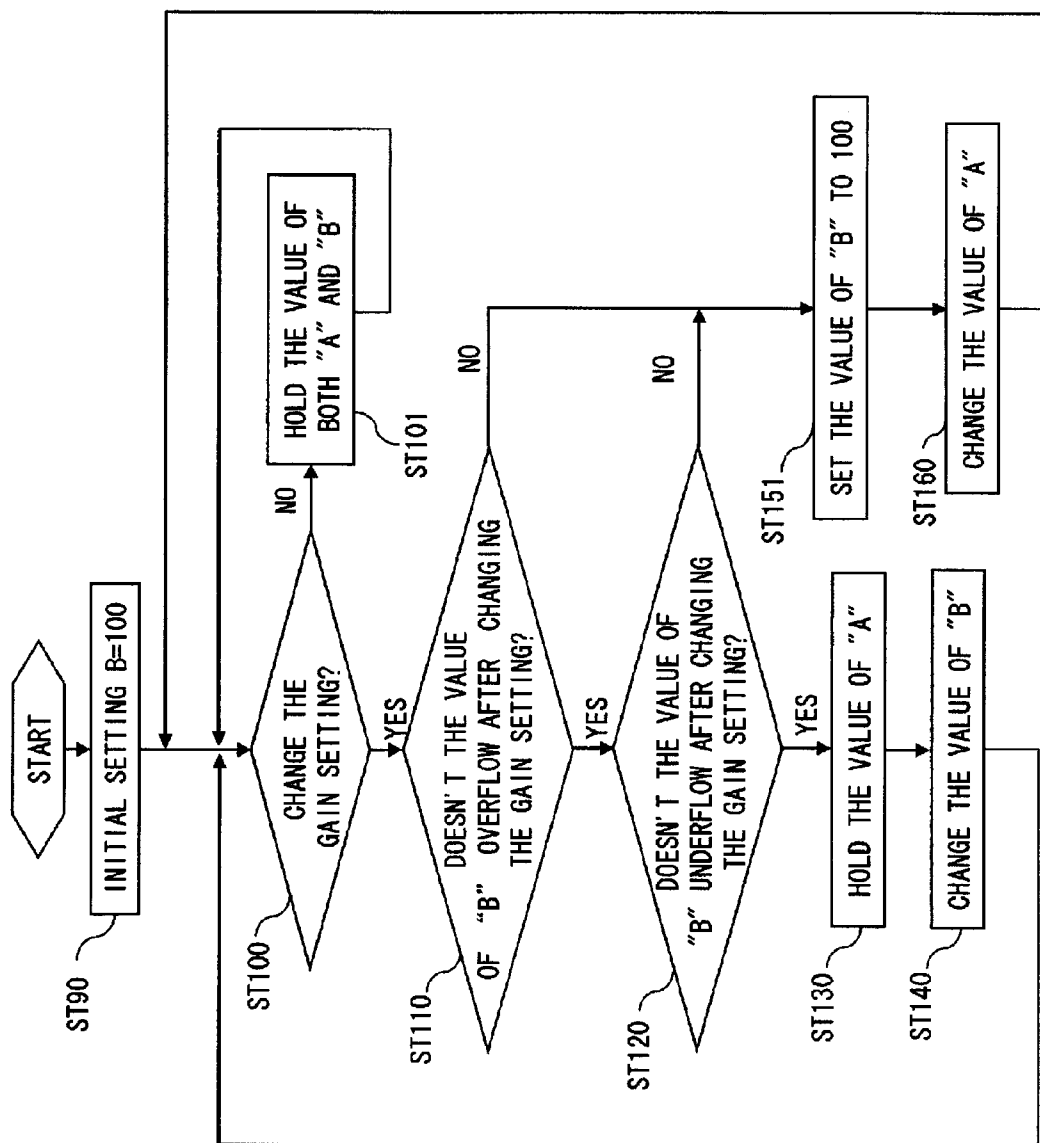 START
ST90
INITIAL SETTING B=100
ST100
CHANGE THE
GAIN SETTING?
NO
HOLD THE VALUE OF
BOTH "A" AND "B"
ST101
YES
ST110
DOESN'T THE VALUE
OF "B" OVERFLOW AFTER CHANGING
THE GAIN SETTING?
NO
YES
ST120
DOESN'T THE VALUE OF
"B" UNDERFLOW AFTER CHANGING
THE GAIN SETTING?
NO
YES
ST130
HOLD THE VALUE OF "A"
ST140
CHANGE THE VALUE OF "B"
ST151
SET THE VALUE OF "B" TO 100
ST160
CHANGE THE VALUE OF "A"